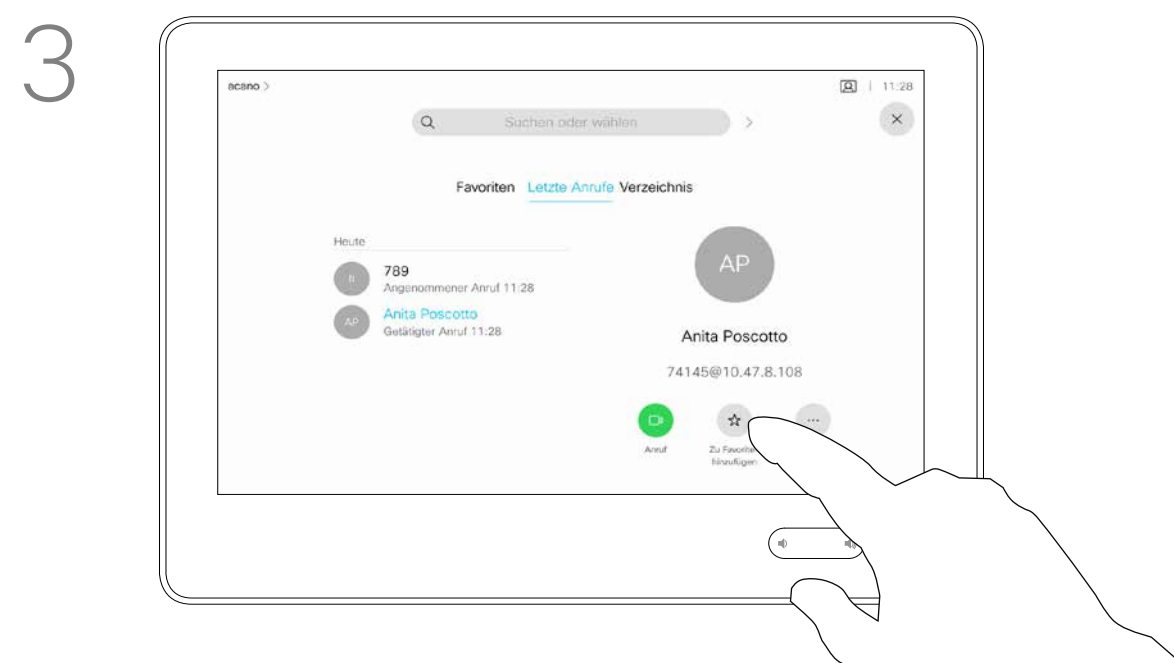 3
acano >
11:28
Suchen oder wählen
Favoriten Letzte Anrufe Verzeichnis
Heute
N
789
Angenommener Anruf 11:28
AP
Anita Poscotto
Getätigter Anruf 11:28
AP
Anita Poscotto
74145@10.47.8.108
Anruf
Zu Favorite
hinzufügen